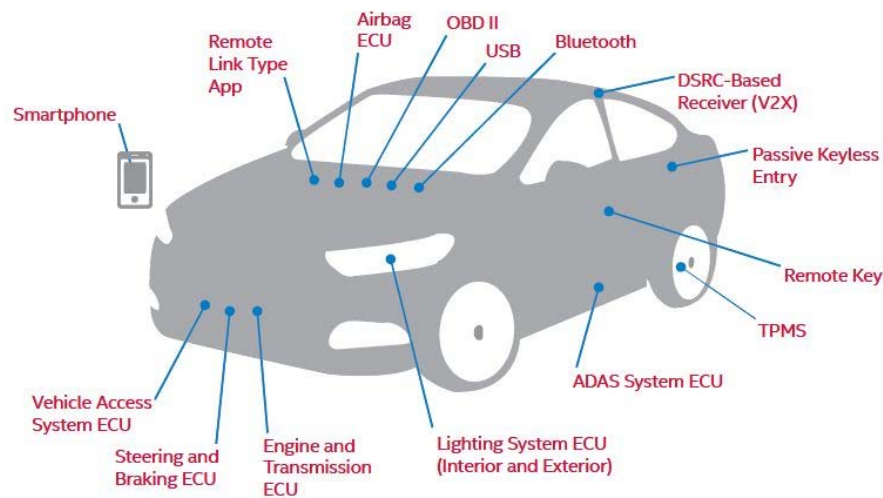 Smartphone
Remote
Link Type
App
Airbag
ECU
OBD II
USB
Bluetooth
DSRC-Based
Receiver (V2X)
Passive Keyless
Entry
Remote Key
TPMS
ADAS System ECU
Lighting System ECU
(Interior and Exterior)
Engine and
Transmission
ECU
Steering and
Braking ECU
Vehicle Access
System ECU